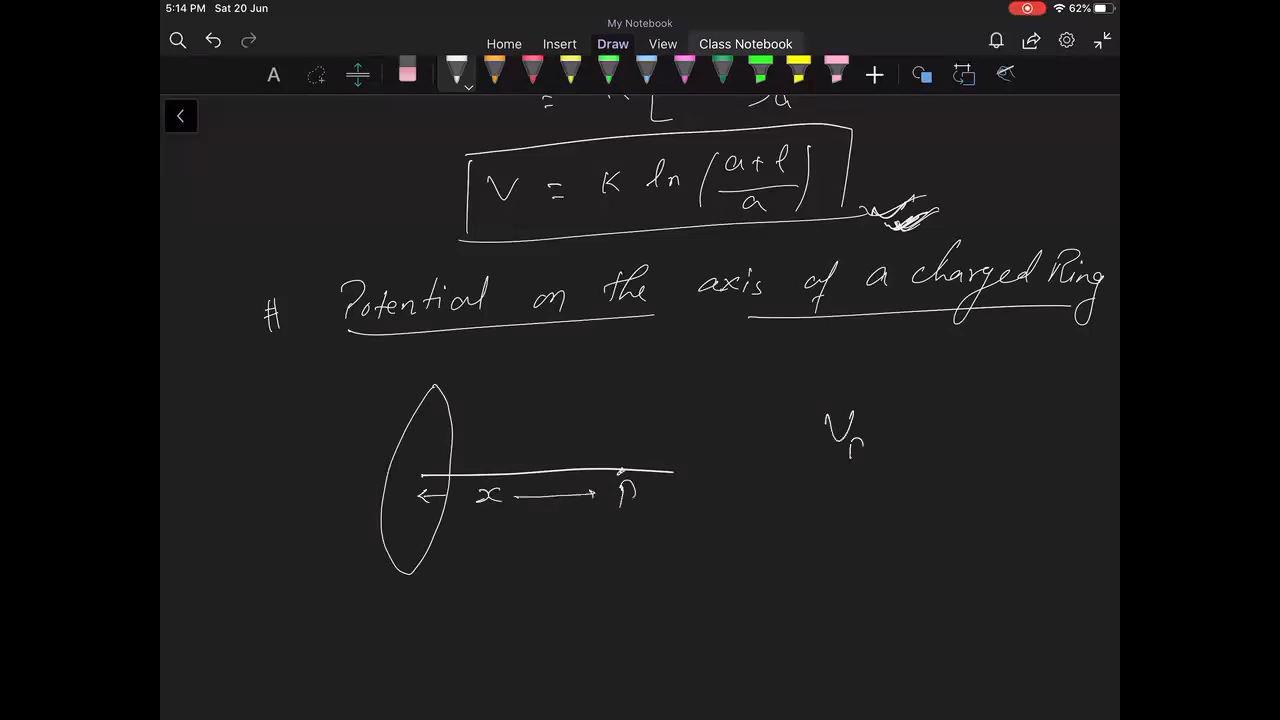 5:14 PM Sat 20 Jun
62%
My Notebook
Home Insert Draw View Class Notebook
A
V = K ln (a+l / a)
# Potential on the axis of a charged Ring
x P
V